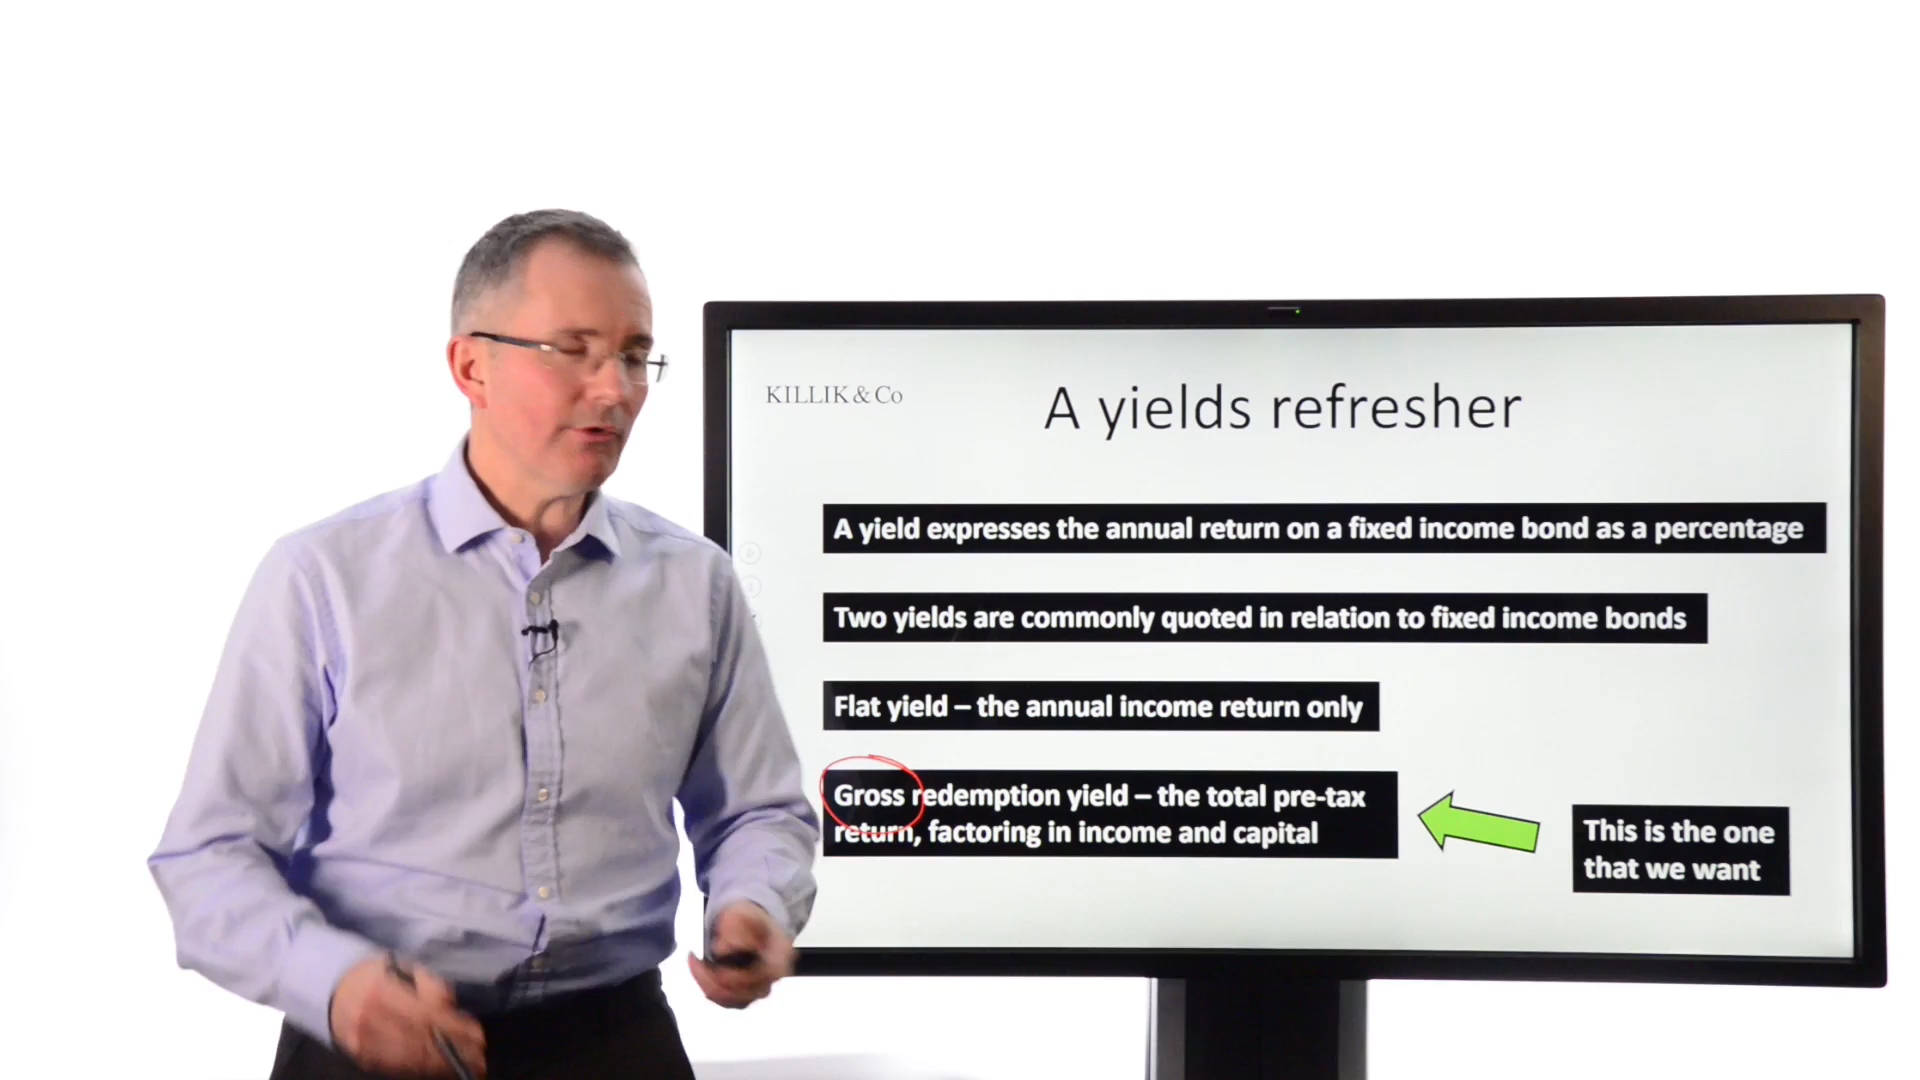 KILLIK & Co
A yields refresher
A yield expresses the annual return on a fixed income bond as a percentage
Two yields are commonly quoted in relation to fixed income bonds
Flat yield – the annual income return only
Gross redemption yield – the total pre-tax
return, factoring in income and capital
This is the one
that we want